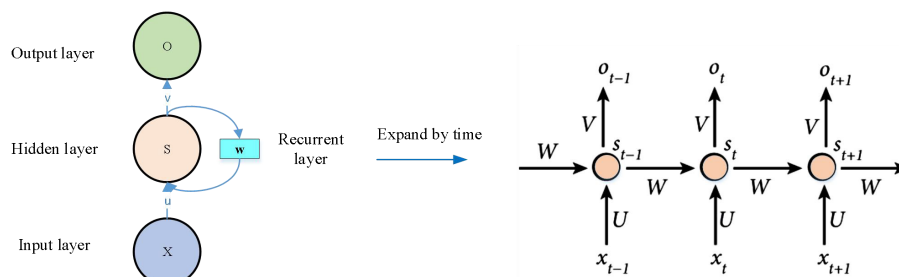 Output layer
O
v
Hidden layer
S
w
Recurrent
layer
u
Input layer
X
Expand by time
o_{t-1} o_t o_{t+1}
V V V
W s_{t-1} s_t s_{t+1}
W W W
U U U
x_{t-1} x_t x_{t+1}